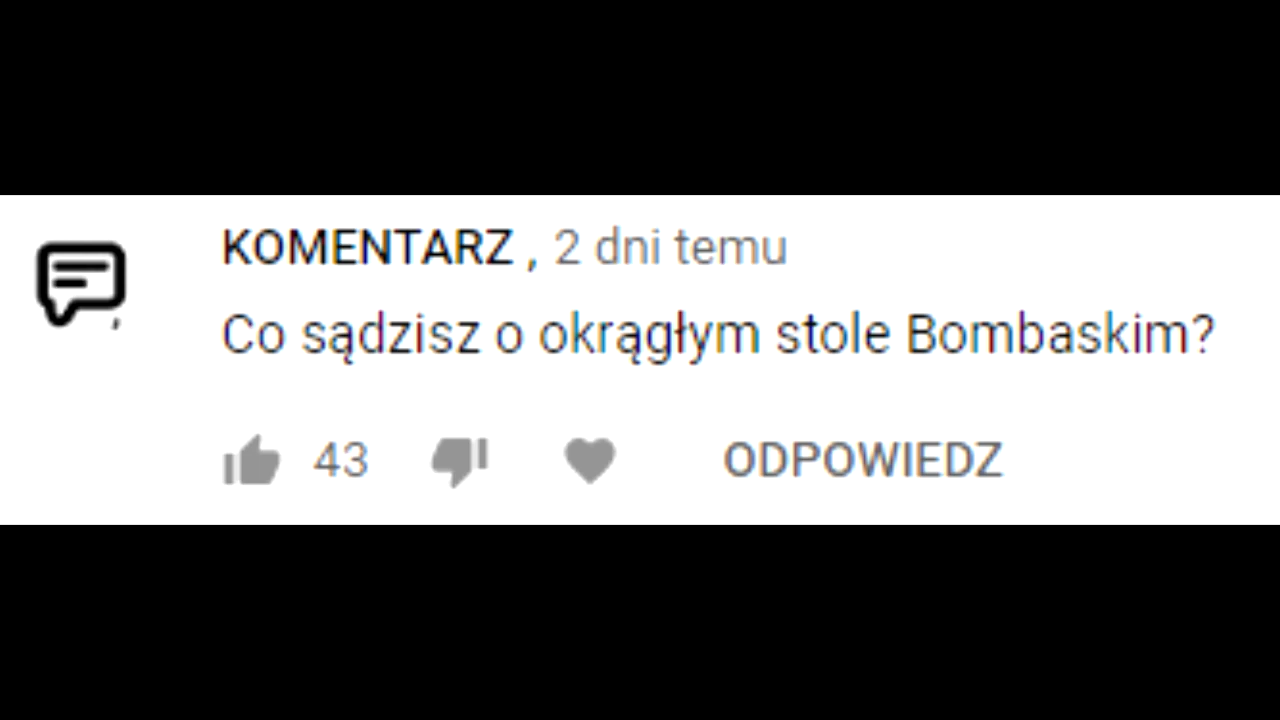 KOMENTARZ , 2 dni temu
Co sądzisz o okrągłym stole Bombaskim?
43 ODPOWIEDZ